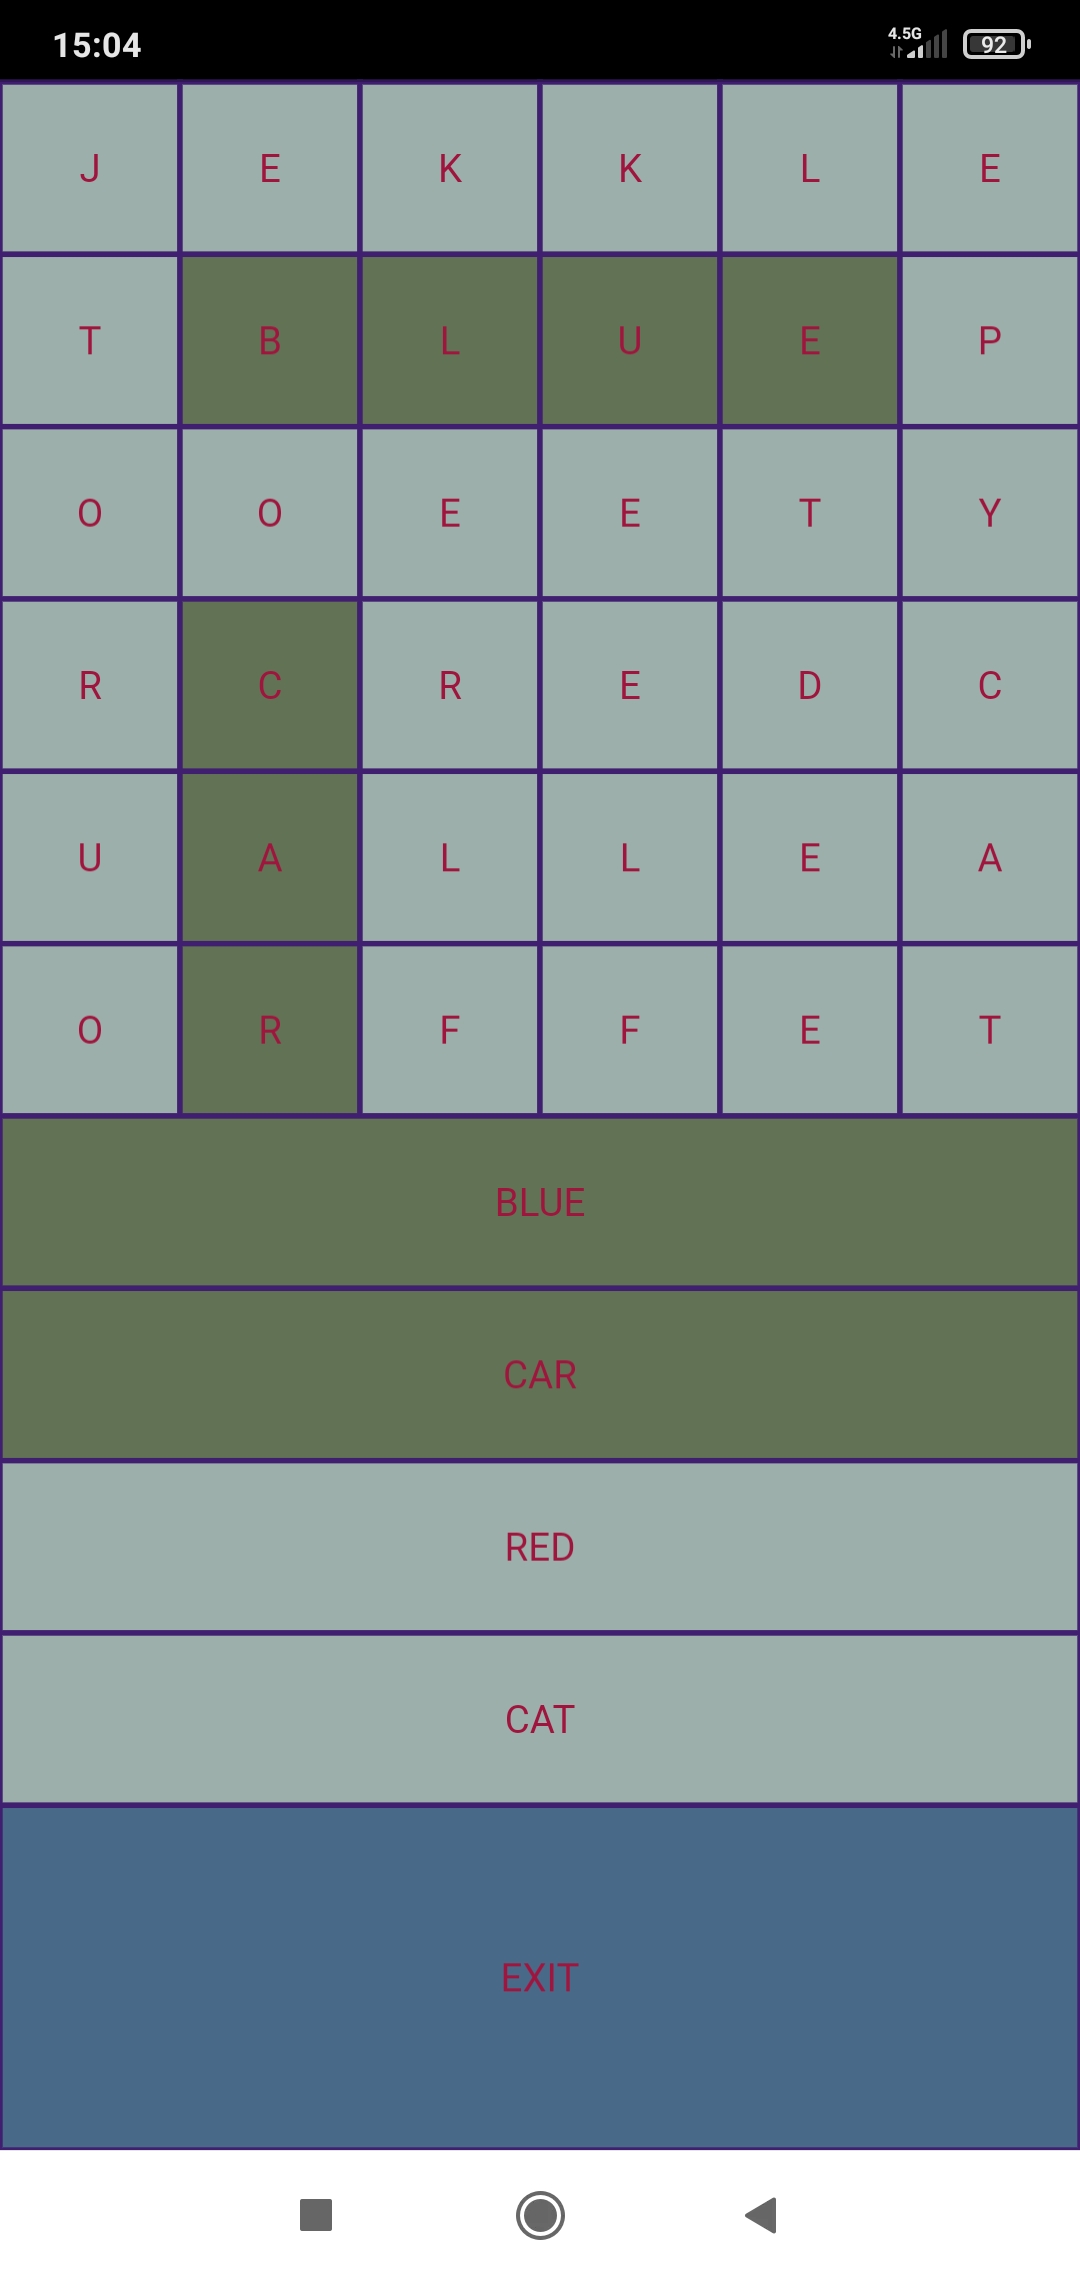 15:04 4.5G 92
J E K K L E
T B L U E P
O O E E T Y
R C R E D C
U A L L E A
O R F F E T
BLUE
CAR
RED
CAT
EXIT